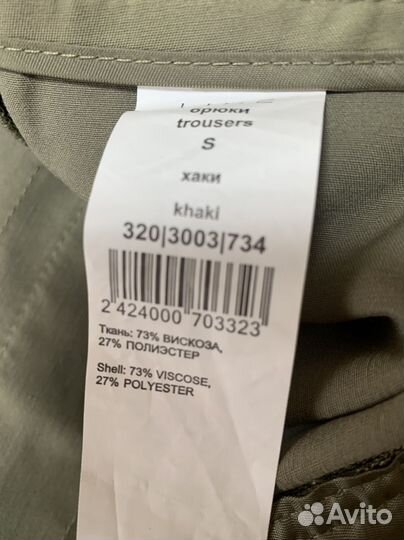 брюки
trousers
S
хаки
khaki
320|3003|734
2 424000 703323
Ткань: 73% ВИСКОЗА,
27% ПОЛИЭСТЕР
Shell: 73% VISCOSE,
27% POLYESTER
Avito